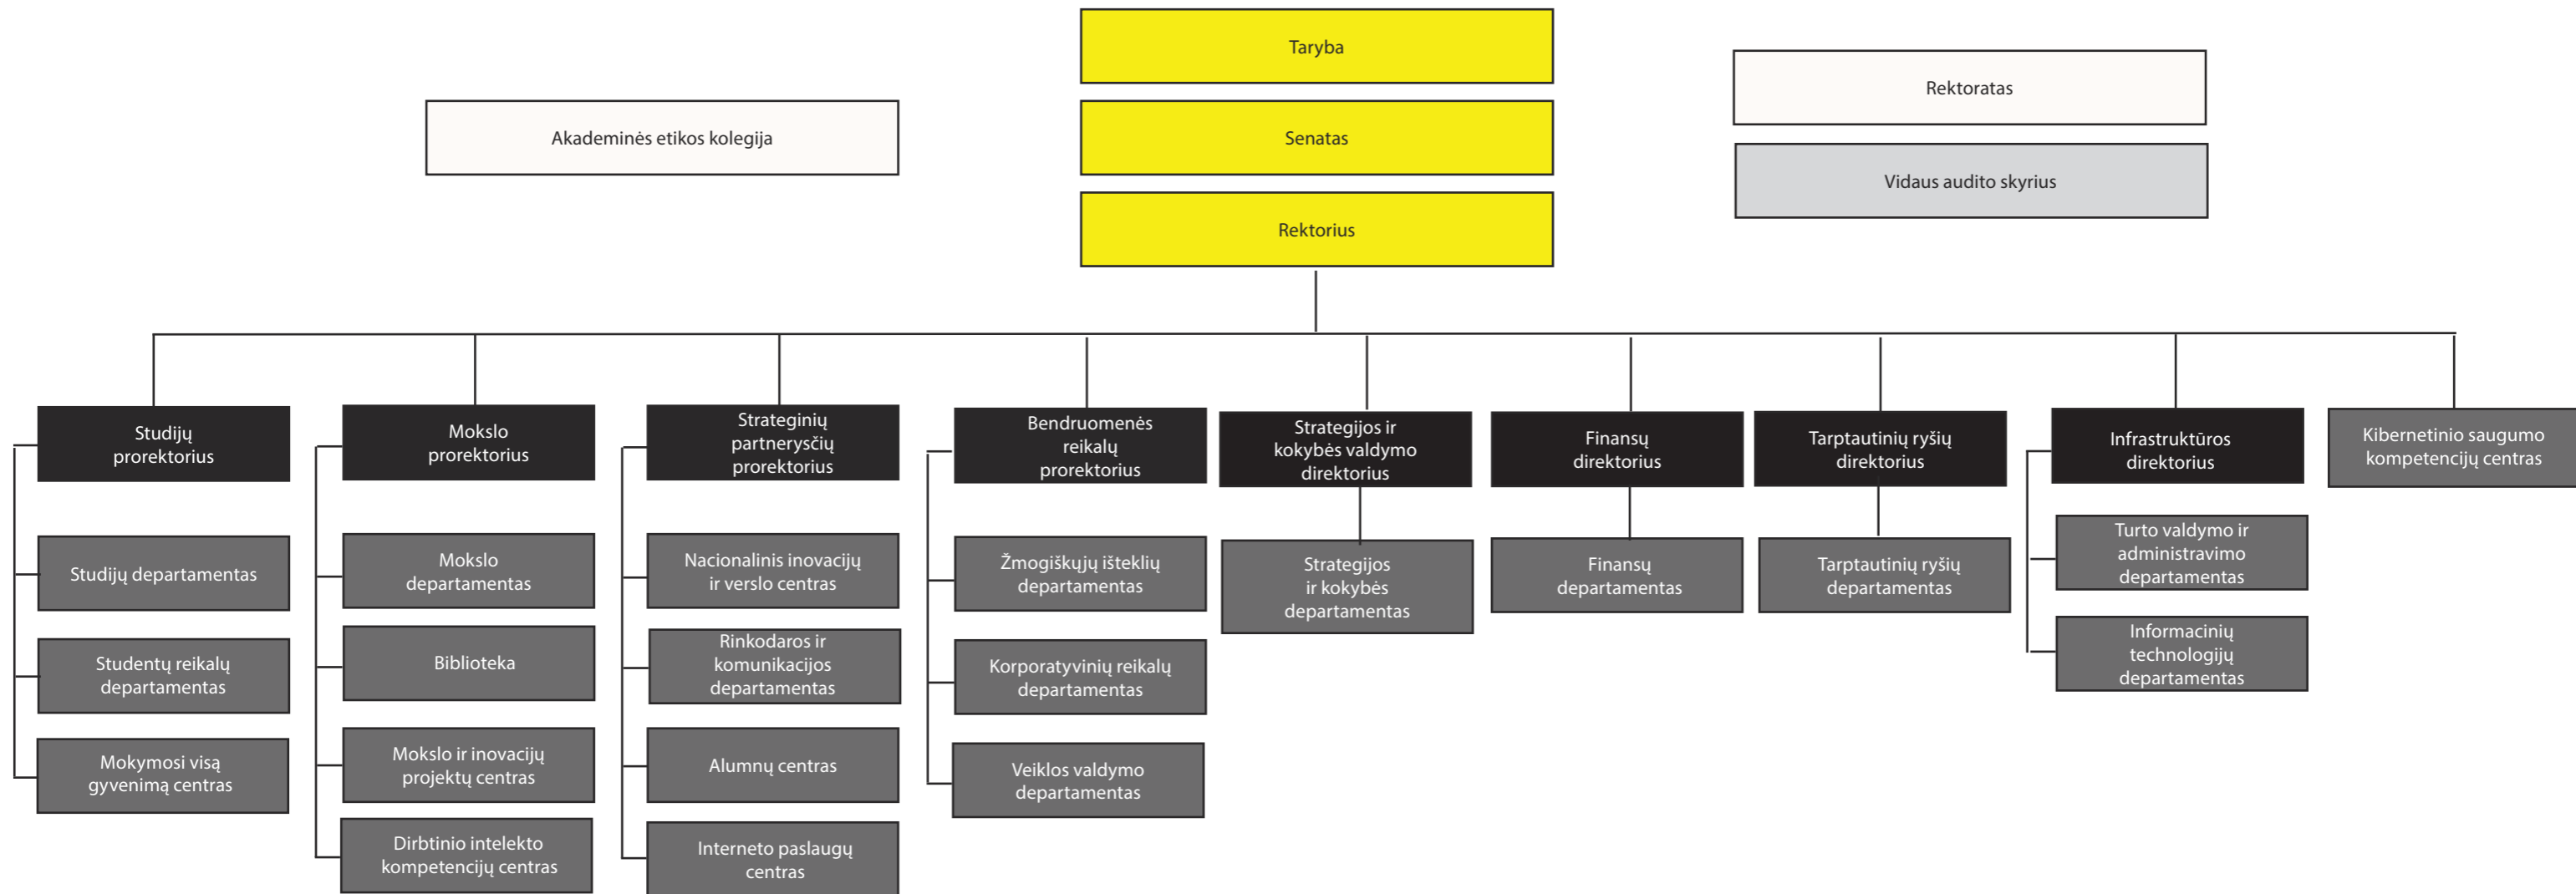 Taryba
Rektoratas
Akademinės etikos kolegija
Senatas
Vidaus audito skyrius
Rektorius
Studijų
prorektorius
Mokslo
prorektorius
Strateginių
partnerysčių
prorektorius
Bendruomenės
reikalų
prorektorius
Strategijos ir
kokybės valdymo
direktorius
Finansų
direktorius
Tarptautinių ryšių
direktorius
Infrastruktūros
direktorius
Kibernetinio saugumo
kompetencijų centras
Studijų departamentas
Studentų reikalų
departamentas
Mokymosi visą
gyvenimą centras
Mokslo
departamentas
Biblioteka
Mokslo ir inovacijų
projektų centras
Dirbtinio intelekto
kompetencijų centras
Nacionalinis inovacijų
ir verslo centras
Rinkodaros ir
komunikacijos
departamentas
Alumnų centras
Interneto paslaugų
centras
Žmogiškųjų išteklių
departamentas
Korporatyvinių reikalų
departamentas
Veiklos valdymo
departamentas
Strategijos
ir kokybės
departamentas
Finansų
departamentas
Tarptautinių ryšių
departamentas
Turto valdymo ir
administravimo
departamentas
Informacinių
technologijų
departamentas